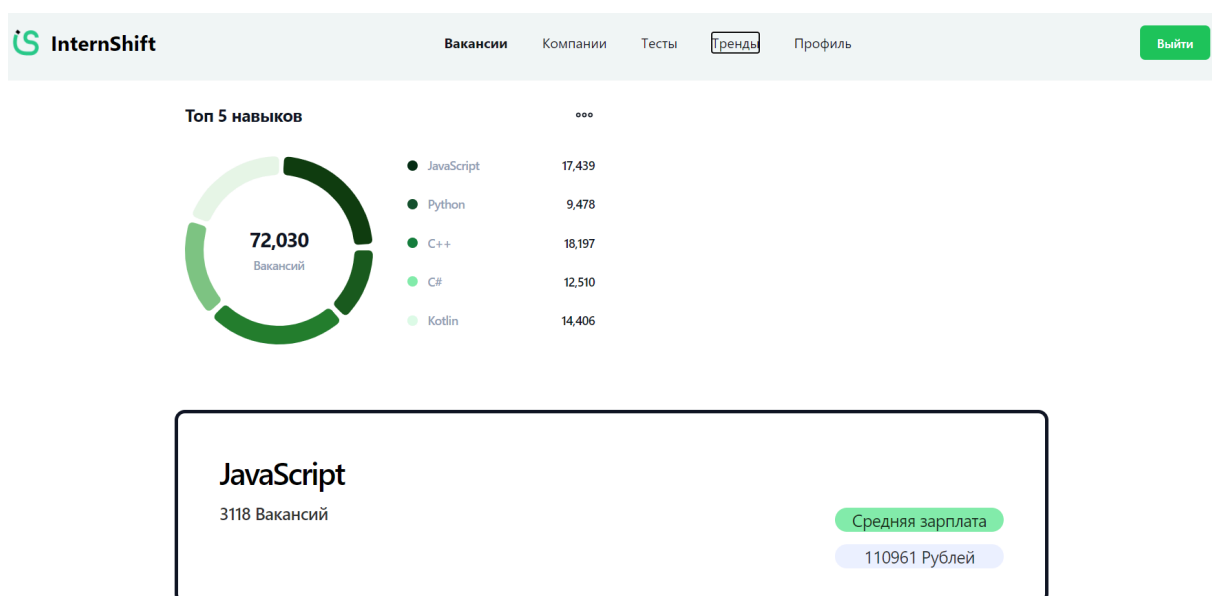 InternShift
Вакансии Компании Тесты Тренды Профиль
Выйти
Топ 5 навыков
72,030
Вакансий
JavaScript 17,439
Python 9,478
C++ 18,197
C# 12,510
Kotlin 14,406
JavaScript
3118 Вакансий
Средняя зарплата
110961 Рублей